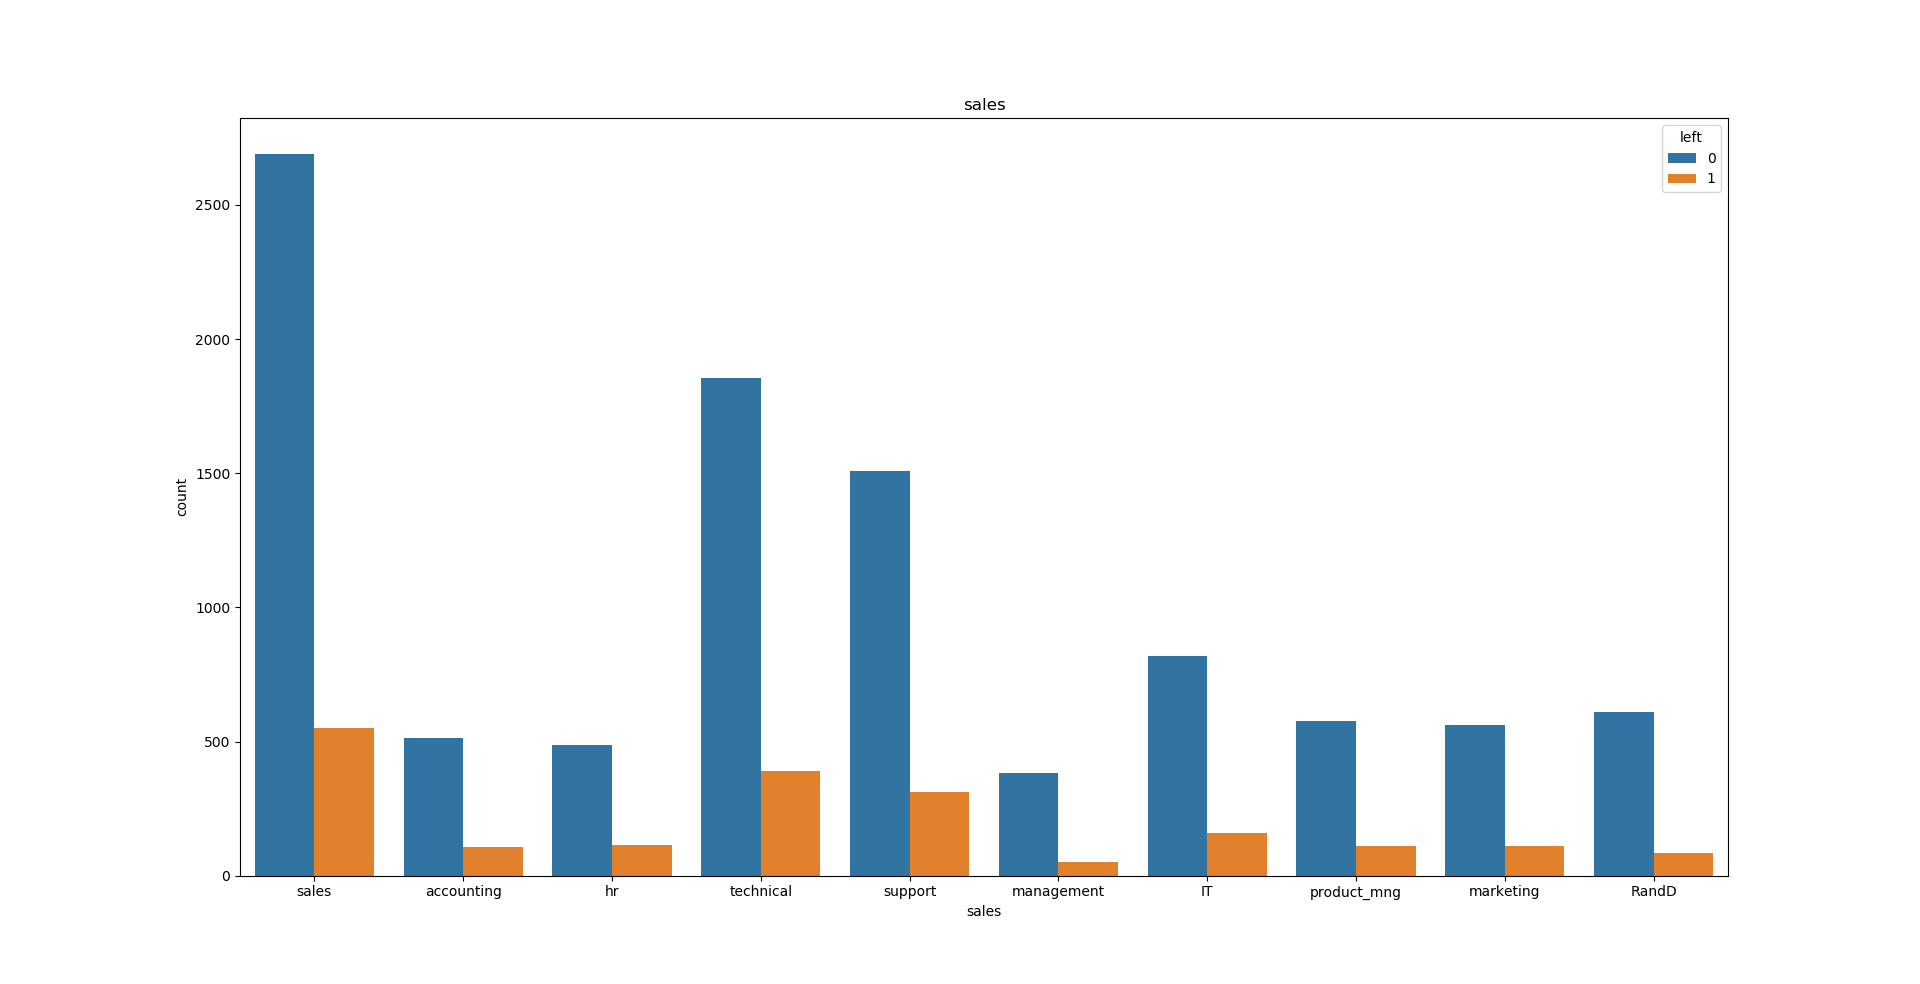 sales
left
0
1
2500
2000
1500
1000
500
0
count
sales accounting hr technical support management IT product_mng marketing RandD
sales